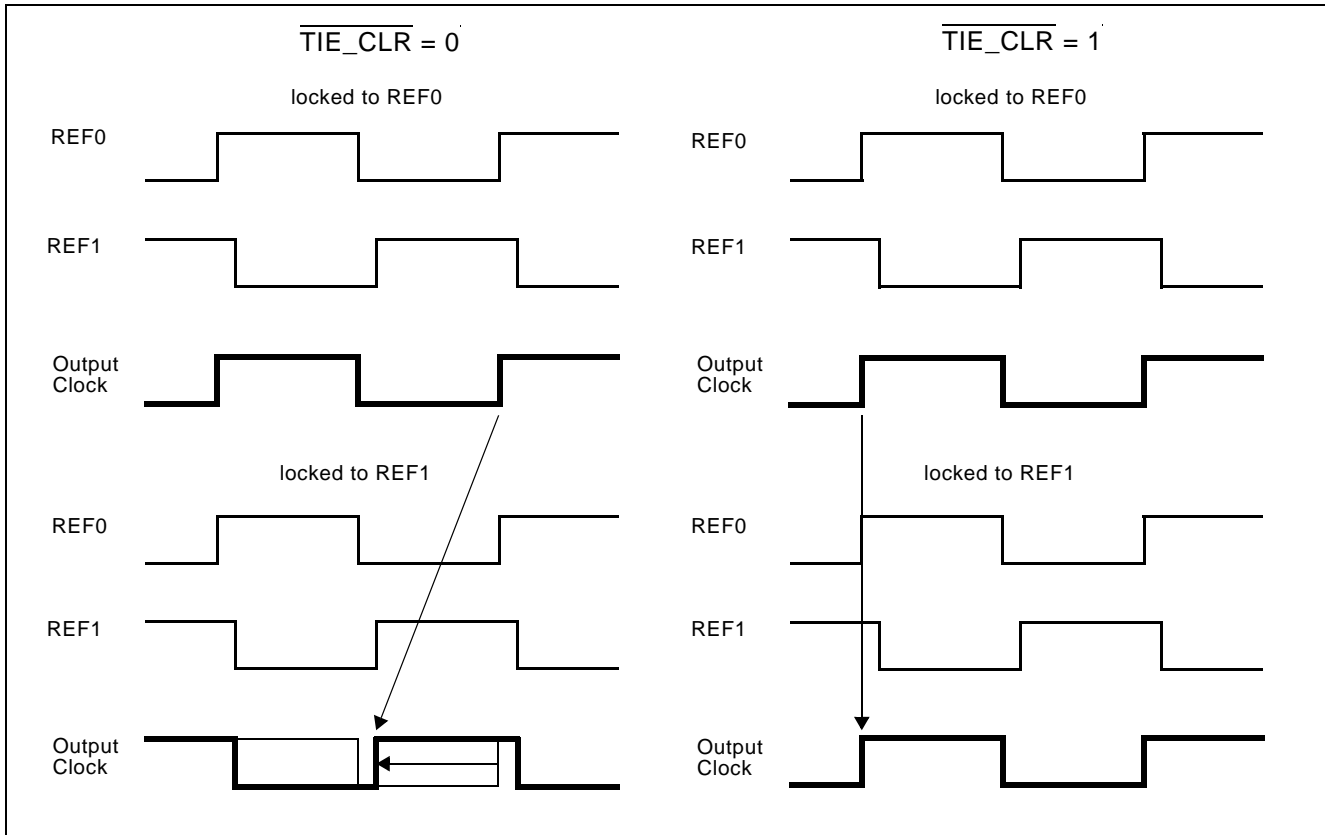 TIE_CLR = 0
locked to REF0
REF0
REF1
Output
Clock
locked to REF1
REF0
REF1
Output
Clock
TIE_CLR = 1
locked to REF0
REF0
REF1
Output
Clock
locked to REF1
REF0
REF1
Output
Clock